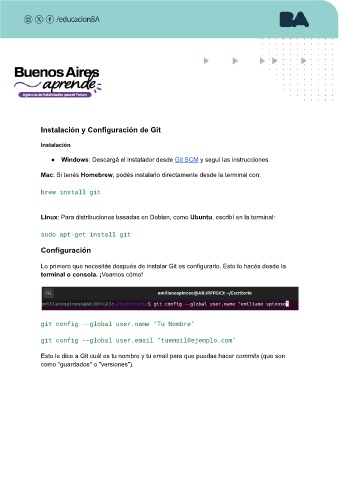 /educacionBA
BA
Buenos Aires
aprende
Agencia de Habilidades para el Futuro
Instalación y Configuración de Git
Instalación
● Windows: Descargá el instalador desde Git SCM y seguí las instrucciones.
Mac: Si tenés Homebrew, podés instalarlo directamente desde la terminal con:
brew install git
Linux: Para distribuciones basadas en Debian, como Ubuntu, escribí en la terminal:
sudo apt-get install git
Configuración
Lo primero que necesitás después de instalar Git es configurarlo. Esto lo hacés desde la
terminal o consola. ¡Veamos cómo!
emilianospinoso@ARJRFFGK3: ~/Escritorio
emilianospinoso@ARJRFFGK3:~/Escritorio$ git config --global user.name "emiliano spinoso
git config --global user.name "Tu Nombre"
git config --global user.email "tuemail@ejemplo.com"
Esto le dice a Git cuál es tu nombre y tu email para que puedas hacer commits (que son
como "guardados" o "versiones").